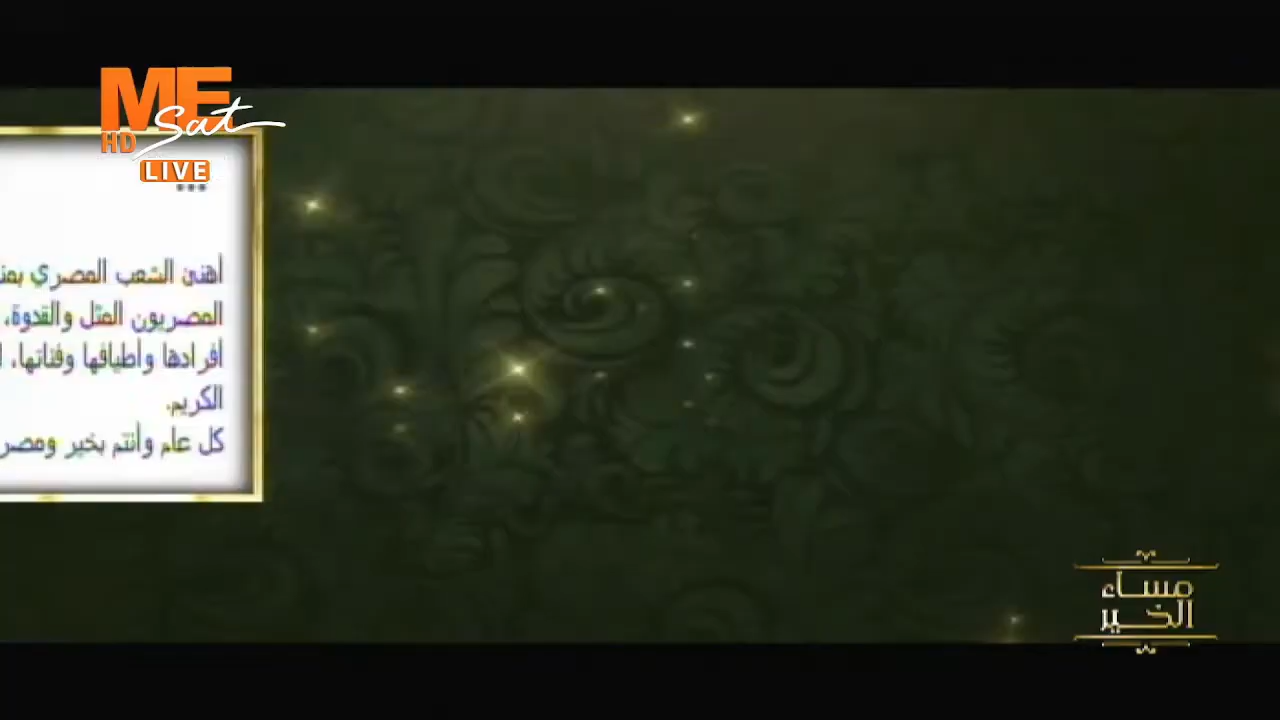 ME
Sat
HD
LIVE
...
أهنئ الشعب المصري
المصريون المثل والقدوة،
أفرادها وأطيافها وفئاتها،
الكريم.
كل عام وأنتم بخير ومصر
مساء
الخير